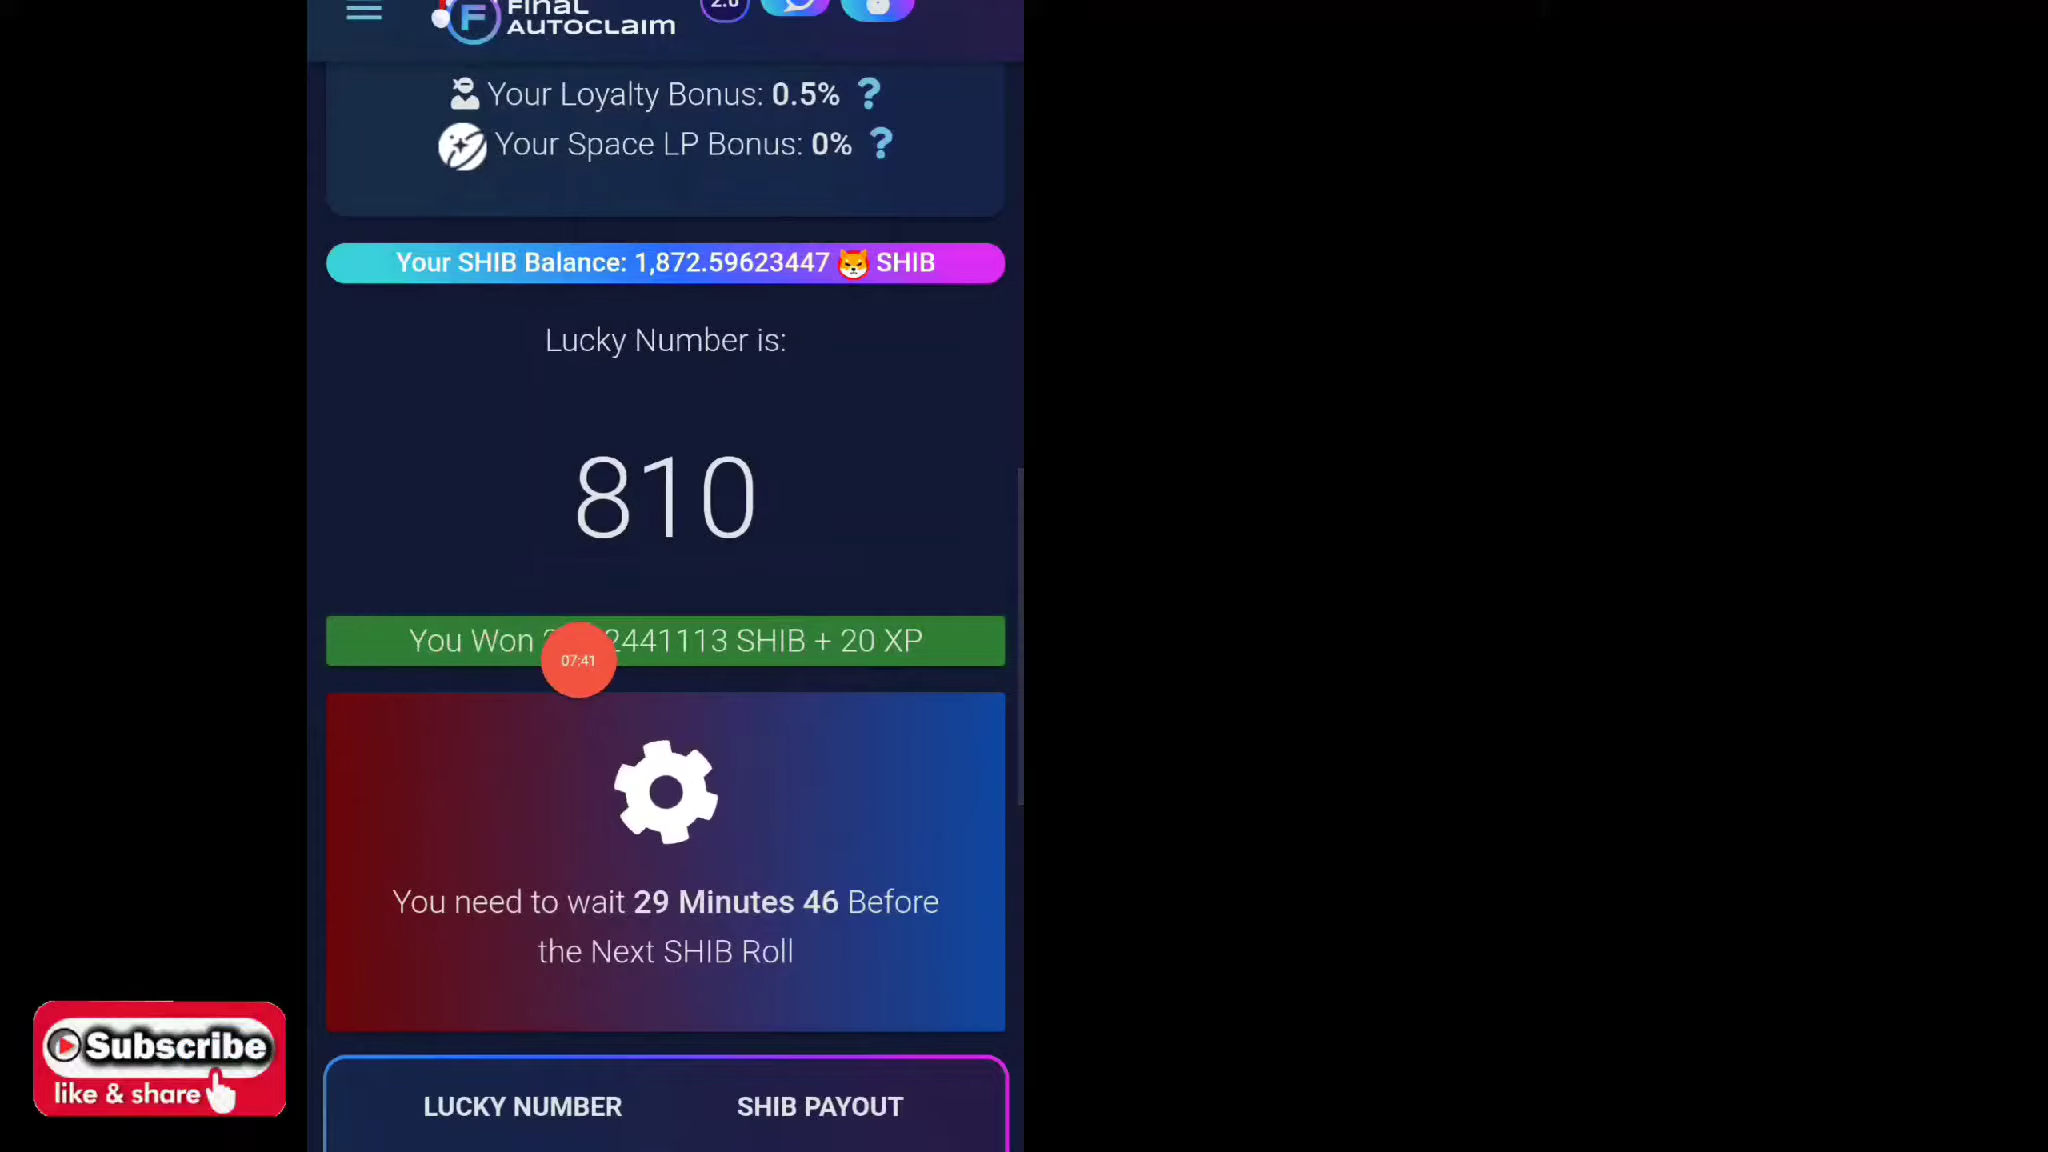 Final
AUTOCLAIM
2.0
Your Loyalty Bonus: 0.5% ?
Your Space LP Bonus: 0% ?
Your SHIB Balance: 1,872.59623447 SHIB
Lucky Number is:
810
You Won 2441113 SHIB + 20 XP
07:41
You need to wait 29 Minutes 46 Before
the Next SHIB Roll
LUCKY NUMBER SHIB PAYOUT
Subscribe
like & share